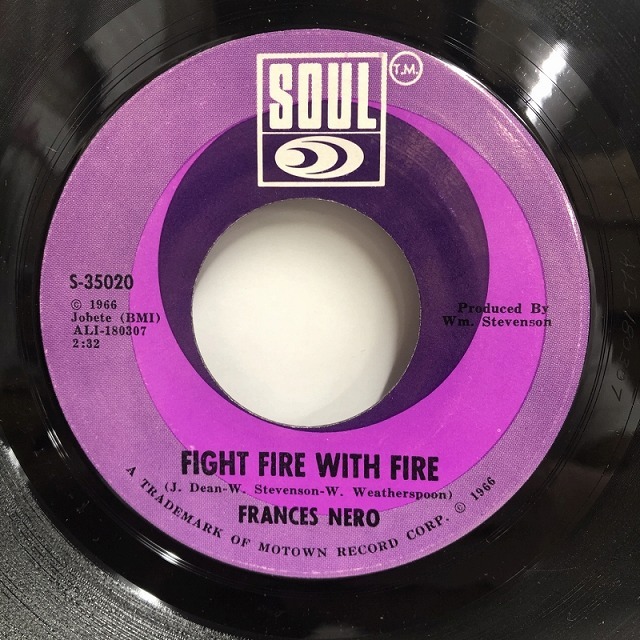 SOUL
T.M.
S-35020
© 1966
Jobete (BMI)
ALI-180307
2:32
Produced By
Wm. Stevenson
FIGHT FIRE WITH FIRE
(J. Dean-W. Stevenson-W. Weatherspoon)
FRANCES NERO
A TRADEMARK OF MOTOWN RECORD CORP. © 1966